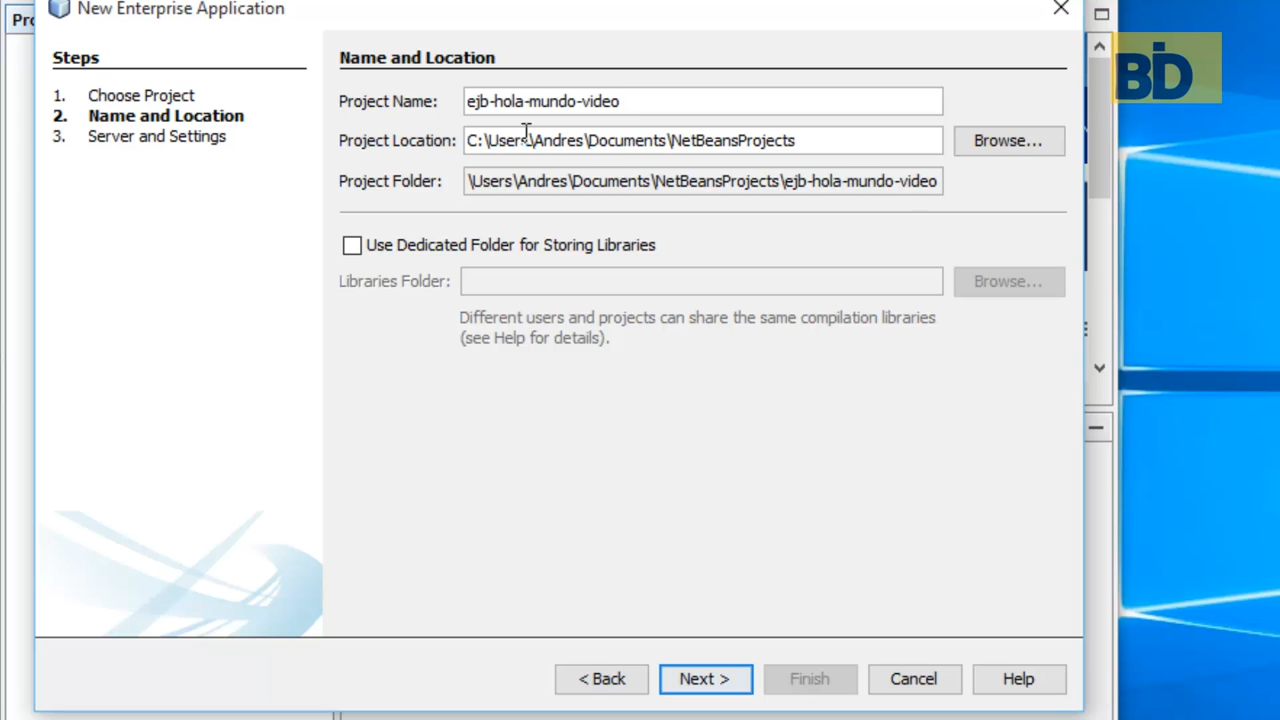 Pro
New Enterprise Application
Steps
1. Choose Project
2. Name and Location
3. Server and Settings
Name and Location
Project Name: ejb-hola-mundo-video
Project Location: C:\Users\Andres\Documents\NetBeansProjects Browse...
Project Folder: \Users\Andres\Documents\NetBeansProjects\ejb-hola-mundo-video
Use Dedicated Folder for Storing Libraries
Libraries Folder: Browse...
Different users and projects can share the same compilation libraries
(see Help for details).
< Back Next > Finish Cancel Help
BiD